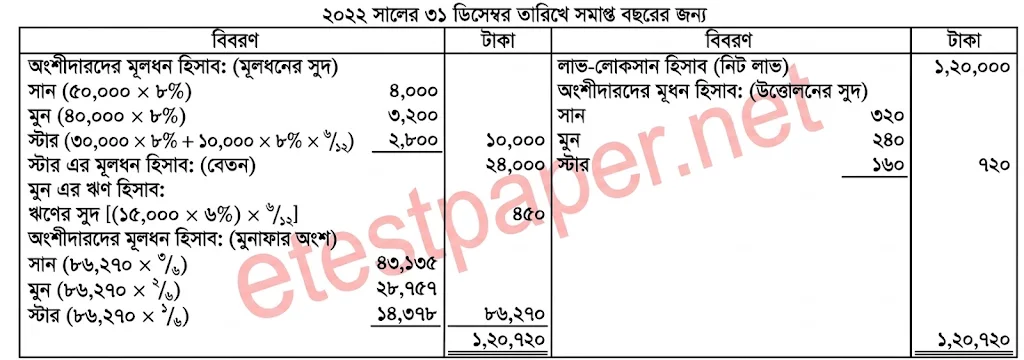 ২০২২ সালের ৩১ ডিসেম্বর তারিখে সমাপ্ত বছরের জন্য
বিবরণ টাকা বিবরণ টাকা
অংশীদারদের মূলধন হিসাব: (মূলধনের সুদ) লাভ-লোকসান হিসাব (নিট লাভ) ১,২০,০০০
সান (৫০,০০০ × ৮%) ৪,০০০ অংশীদারদের মূধন হিসাব: (উত্তোলনের সুদ)
মুন (৪০,০০০ × ৮%) ৩,২০০ সান ৩২০
স্টার (৩০,০০০ × ৮% + ১০,০০০ × ৮% × ৬/১২) ২,৮০০ ১০,০০০ মুন ২৪০
স্টার এর মূলধন হিসাব: (বেতন) ২৪,০০০ স্টার ১৬০ ৭২০
মুন এর ঋণ হিসাব:
ঋণের সুদ [(১৫,০০০ × ৬%) × ৬/১২] ৪৫০
অংশীদারদের মূলধন হিসাব: (মুনাফার অংশ)
সান (৮৬,২৭০ × ৩/৬) ৪৩,১৩৫
মুন (৮৬,২৭০ × ২/৬) ২৮,৭৫৭
স্টার (৮৬,২৭০ × ১/৬) ১৪,৩৭৮ ৮৬,২৭০
১,২০,৭২০ ১,২০,৭২০
etestpaper.net